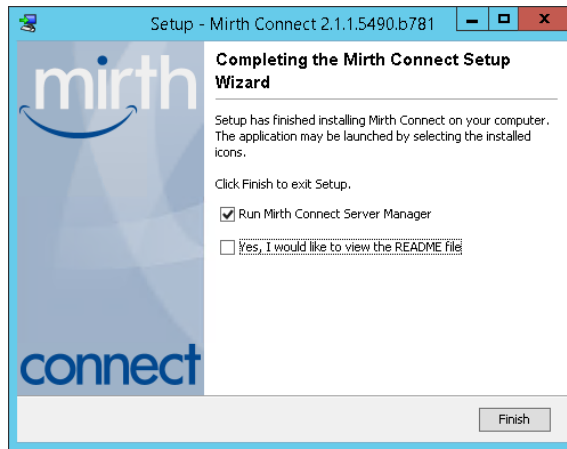 Setup - Mirth Connect 2.1.1.5490.b781
mirth
Completing the Mirth Connect Setup
Wizard
Setup has finished installing Mirth Connect on your computer.
The application may be launched by selecting the installed
icons.
Click Finish to exit Setup.
Run Mirth Connect Server Manager
Yes, I would like to view the README file
connect
Finish